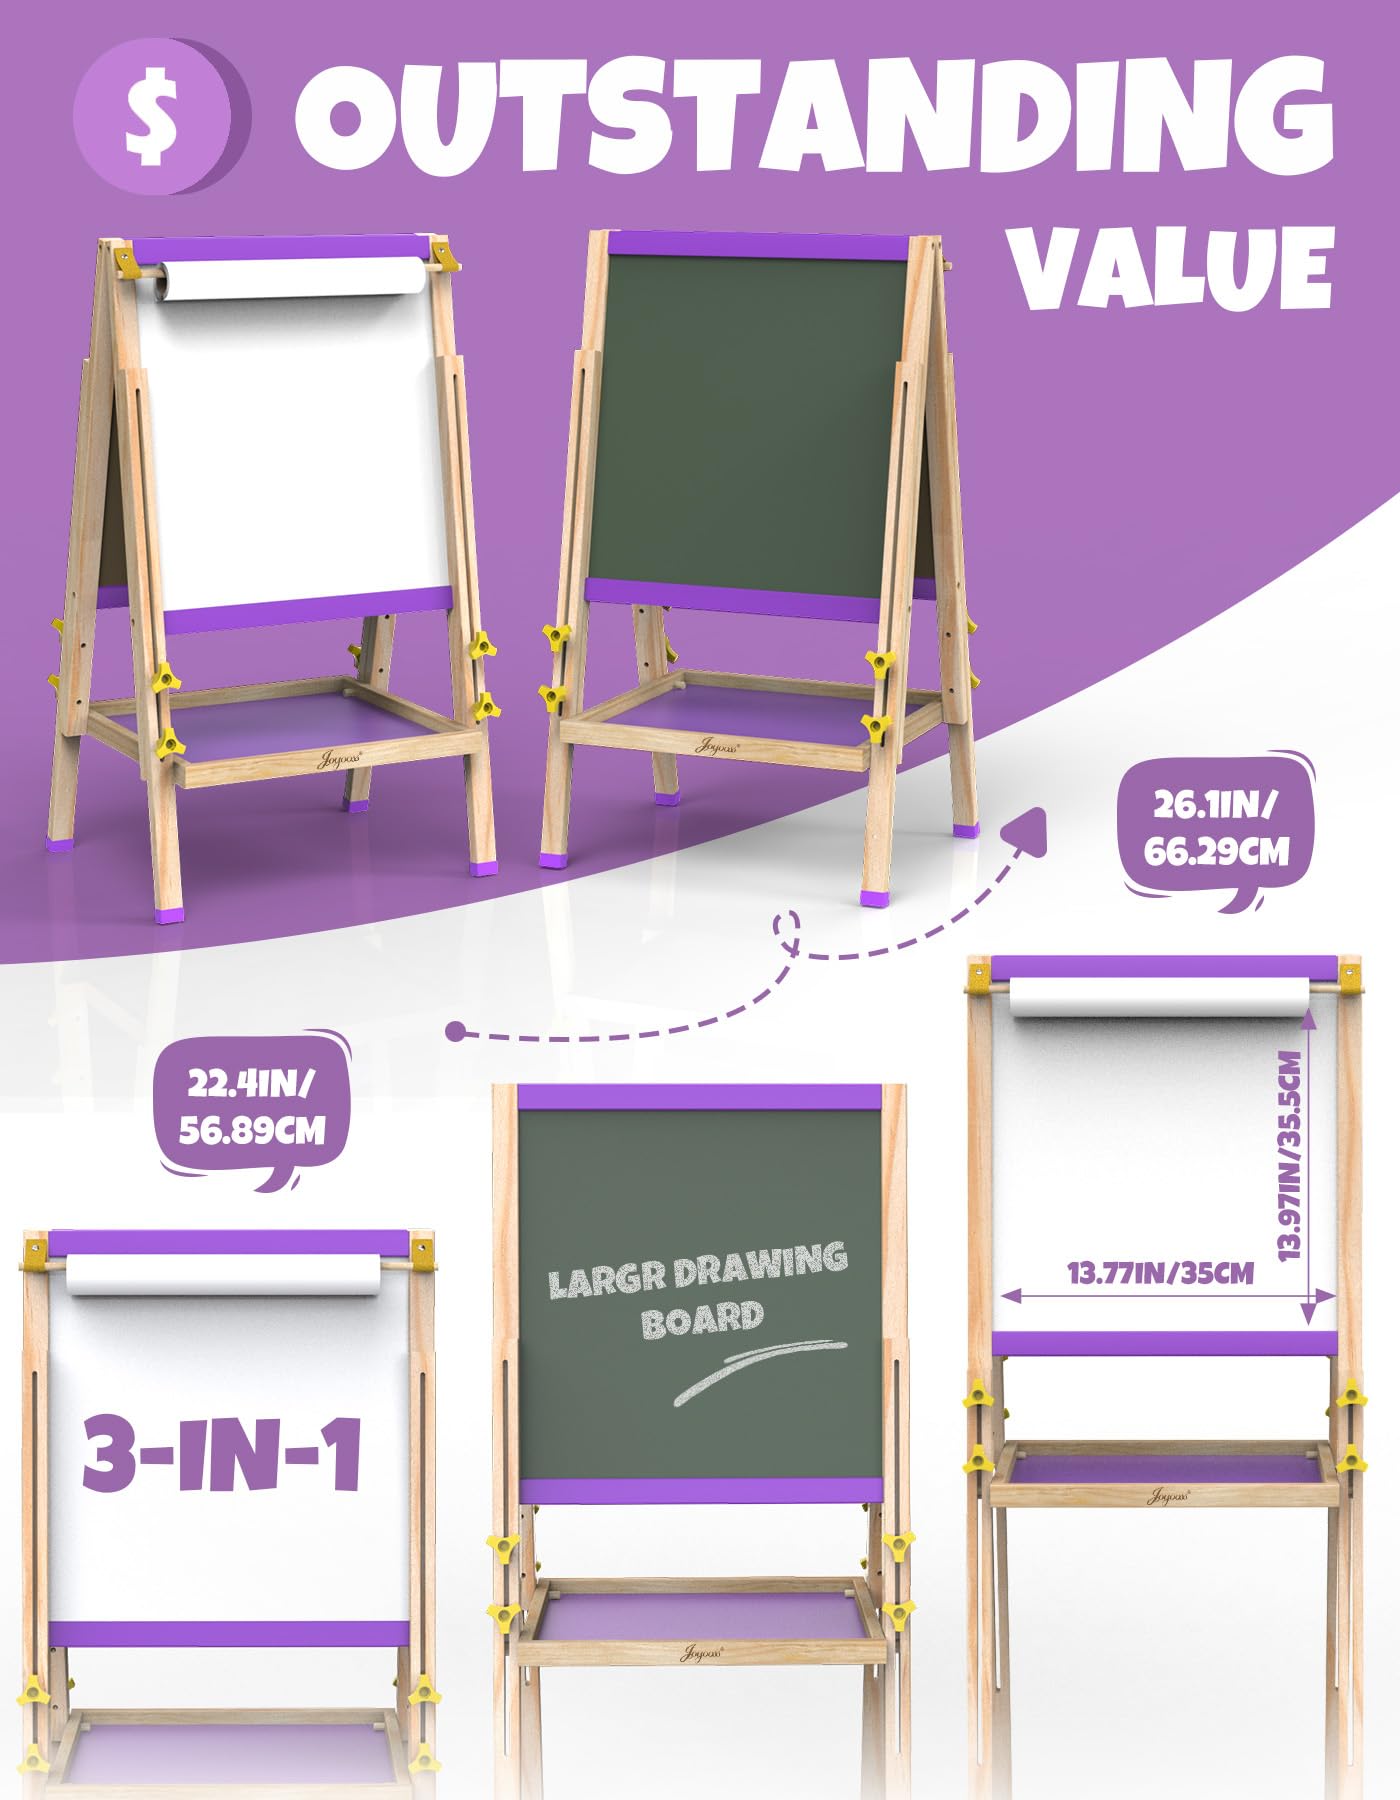 $ OUTSTANDING
VALUE
Joyooss®
Joyooss®
26.1IN/
66.29CM
22.4IN/
56.89CM
13.97IN/35.5CM
13.77IN/35CM
LARGR DRAWING
BOARD
3-IN-1
Joyooss®
Joyooss®